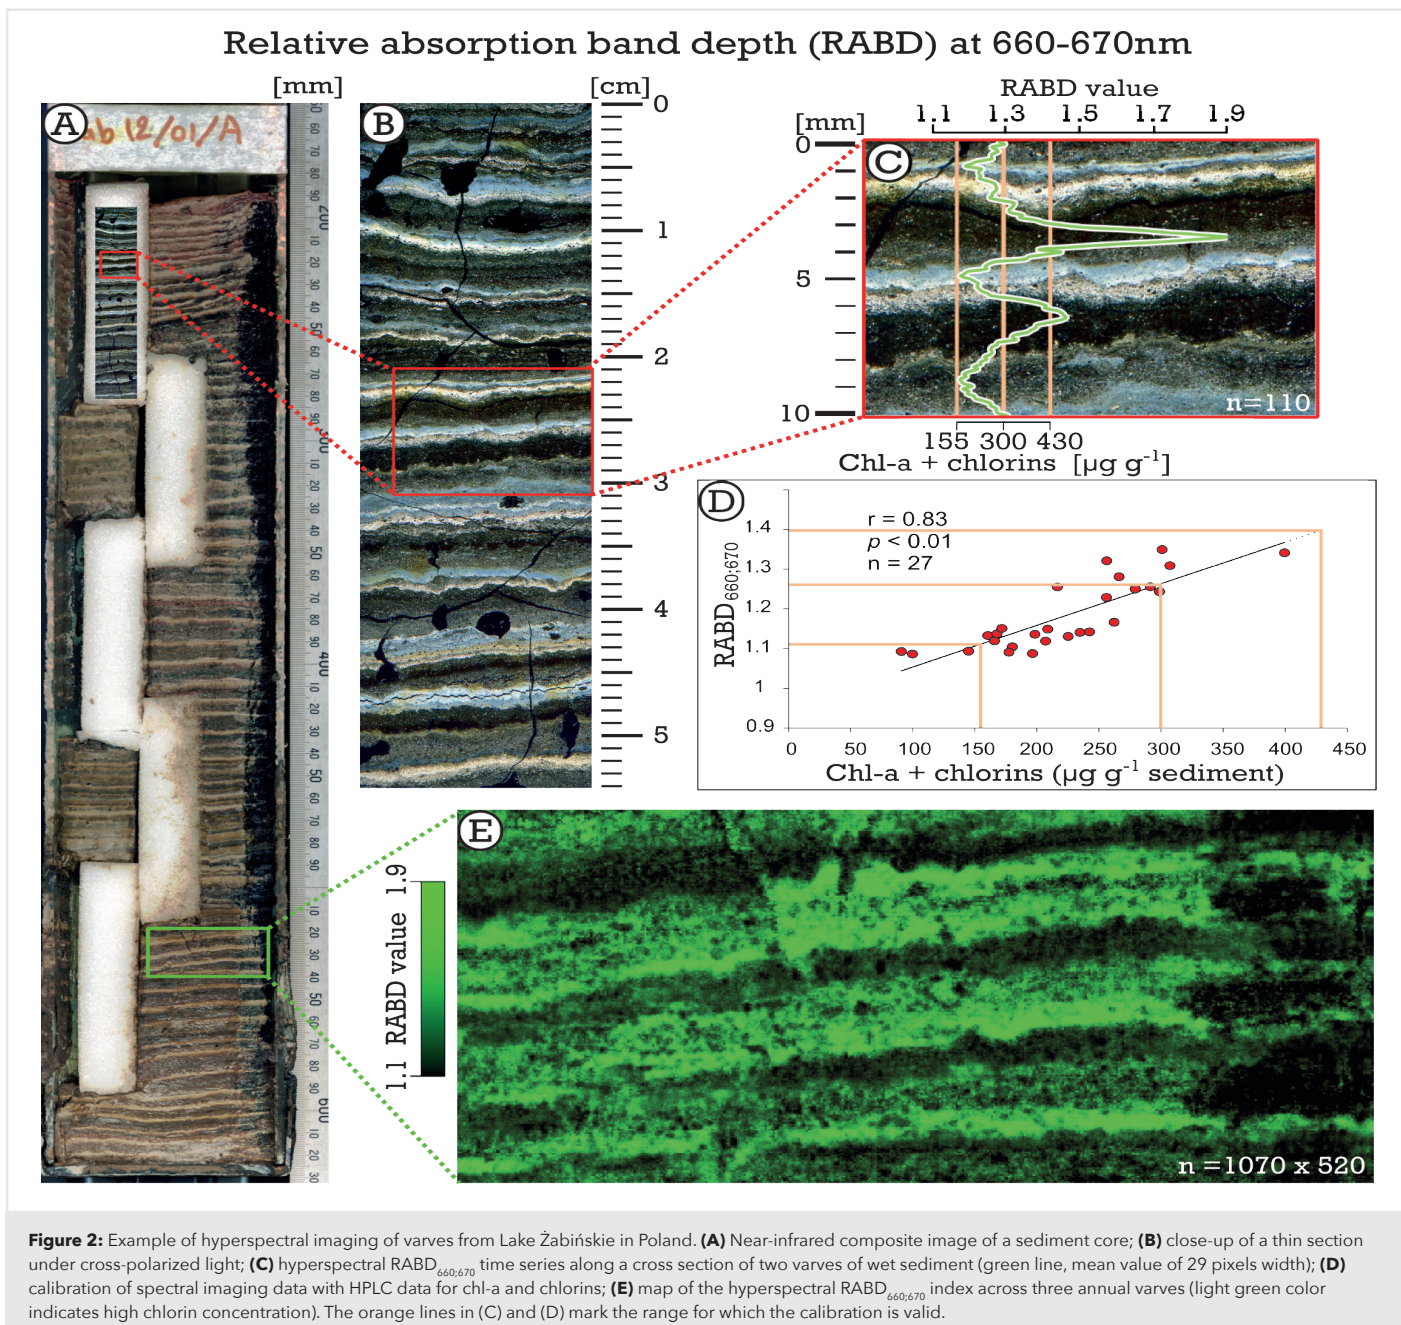 Relative absorption band depth (RABD) at 660-670nm
[mm]
A
ab 12/01/A
[cm]
B
0
1
2
3
4
5
RABD value
1.1 1.3 1.5 1.7 1.9
[mm]
0
5
10
C
n=110
155 300 430
Chl-a + chlorins [µg g-1]
D
r = 0.83
p < 0.01
n = 27
RABD660;670
1.4
1.3
1.2
1.1
1
0.9
0 50 100 150 200 250 300 350 400 450
Chl-a + chlorins (µg g-1 sediment)
E
1.1 RABD value 1.9
n =1070 x 520
Figure 2: Example of hyperspectral imaging of varves from Lake Żabińskie in Poland. (A) Near-infrared composite image of a sediment core; (B) close-up of a thin section
under cross-polarized light; (C) hyperspectral RABD660;670 time series along a cross section of two varves of wet sediment (green line, mean value of 29 pixels width); (D)
calibration of spectral imaging data with HPLC data for chl-a and chlorins; (E) map of the hyperspectral RABD660;670 index across three annual varves (light green color
indicates high chlorin concentration). The orange lines in (C) and (D) mark the range for which the calibration is valid.